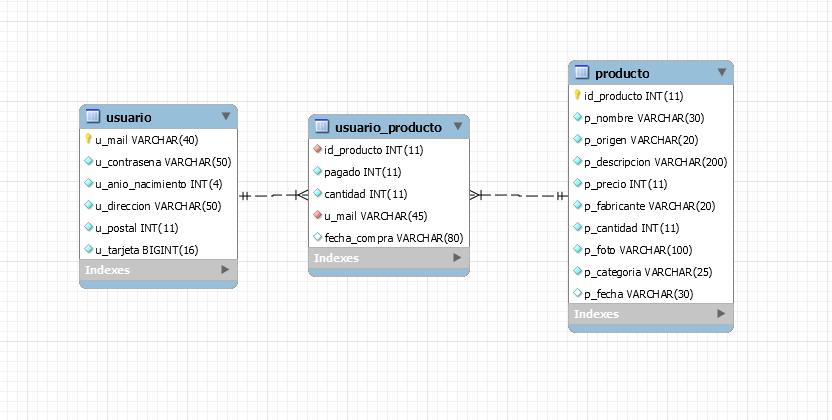 usuario
u_mail VARCHAR(40)
u_contrasena VARCHAR(50)
u_anio_nacimiento INT(4)
u_direccion VARCHAR(50)
u_postal INT(11)
u_tarjeta BIGINT(16)
Indexes
usuario_producto
id_producto INT(11)
pagado INT(11)
cantidad INT(11)
u_mail VARCHAR(45)
fecha_compra VARCHAR(80)
Indexes
producto
id_producto INT(11)
p_nombre VARCHAR(30)
p_origen VARCHAR(20)
p_descripcion VARCHAR(200)
p_precio INT(11)
p_fabricante VARCHAR(20)
p_cantidad INT(11)
p_foto VARCHAR(100)
p_categoria VARCHAR(25)
p_fecha VARCHAR(30)
Indexes